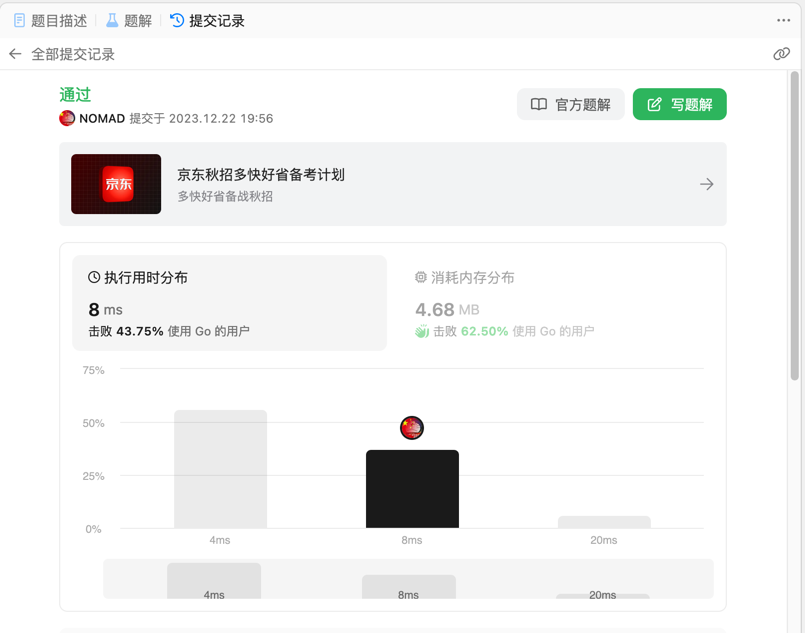 题目描述 题解 提交记录
全部提交记录
通过
NOMAD 提交于 2023.12.22 19:56
官方题解
写题解
京东
京东秋招多快好省备考计划
多快好省备战秋招
执行用时分布
8 ms
击败 43.75% 使用 Go 的用户
消耗内存分布
4.68 MB
击败 62.50% 使用 Go 的用户
75%
50%
25%
0%
4ms 8ms 20ms
4ms 8ms 20ms